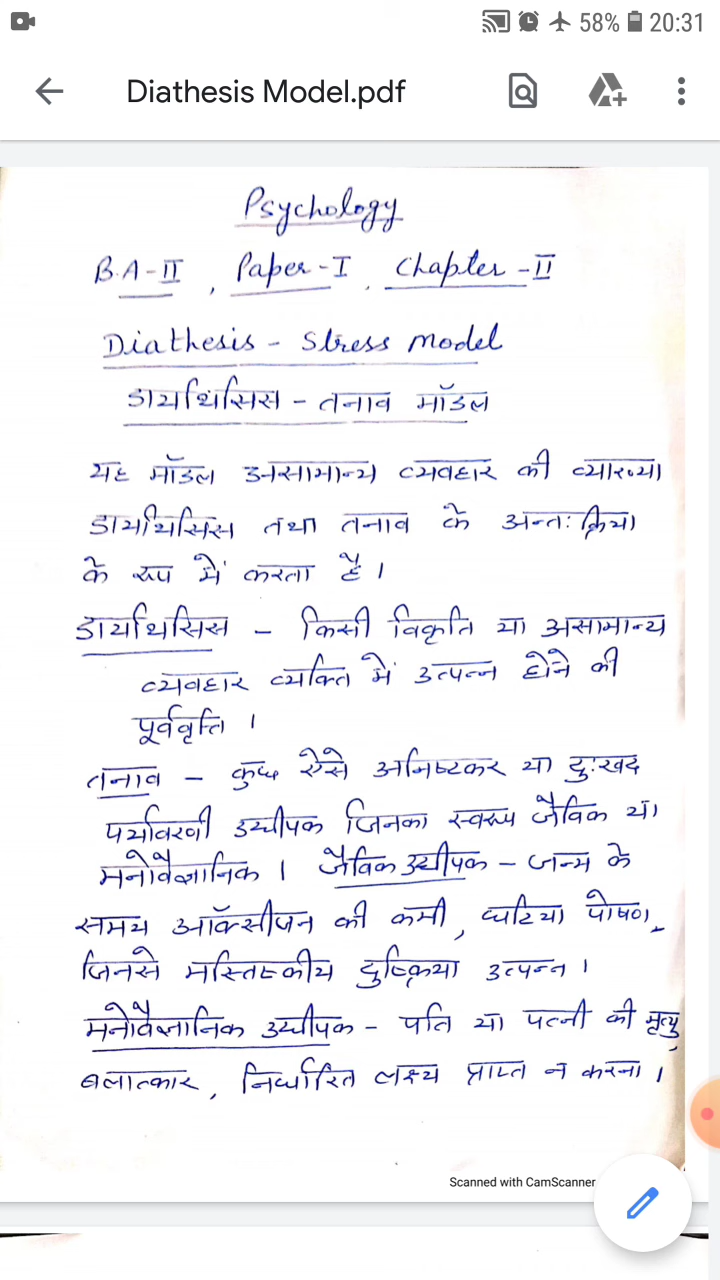 58% 20:31
Diathesis Model.pdf
Psychology
B.A-II, Paper-I, Chapter-II
Diathesis - Stress Model
डायथिसिस - तनाव मॉडल
यह मॉडल असामान्य व्यवहार की व्याख्या
डायथिसिस तथा तनाव के अन्तःक्रिया
के रूप में करता है ।
डायथिसिस - किसी विकृति या असामान्य
व्यवहार व्यक्ति में उत्पन्न होने की
पूर्ववृत्ति ।
तनाव - कुछ ऐसे अनिष्टकर या दुःखद
पर्यावरणी उद्दीपक जिनका स्वरूप जैविक या
मनोवैज्ञानिक । जैविक उद्दीपक - जन्म के
समय ऑक्सीजन की कमी, घटिया पोषण,
जिनसे मस्तिष्कीय दुष्क्रिया उत्पन्न ।
मनोवैज्ञानिक उद्दीपक - पति या पत्नी की मृत्यु,
बलात्कार, निर्धारित लक्ष्य प्राप्त न करना ।
Scanned with CamScanner